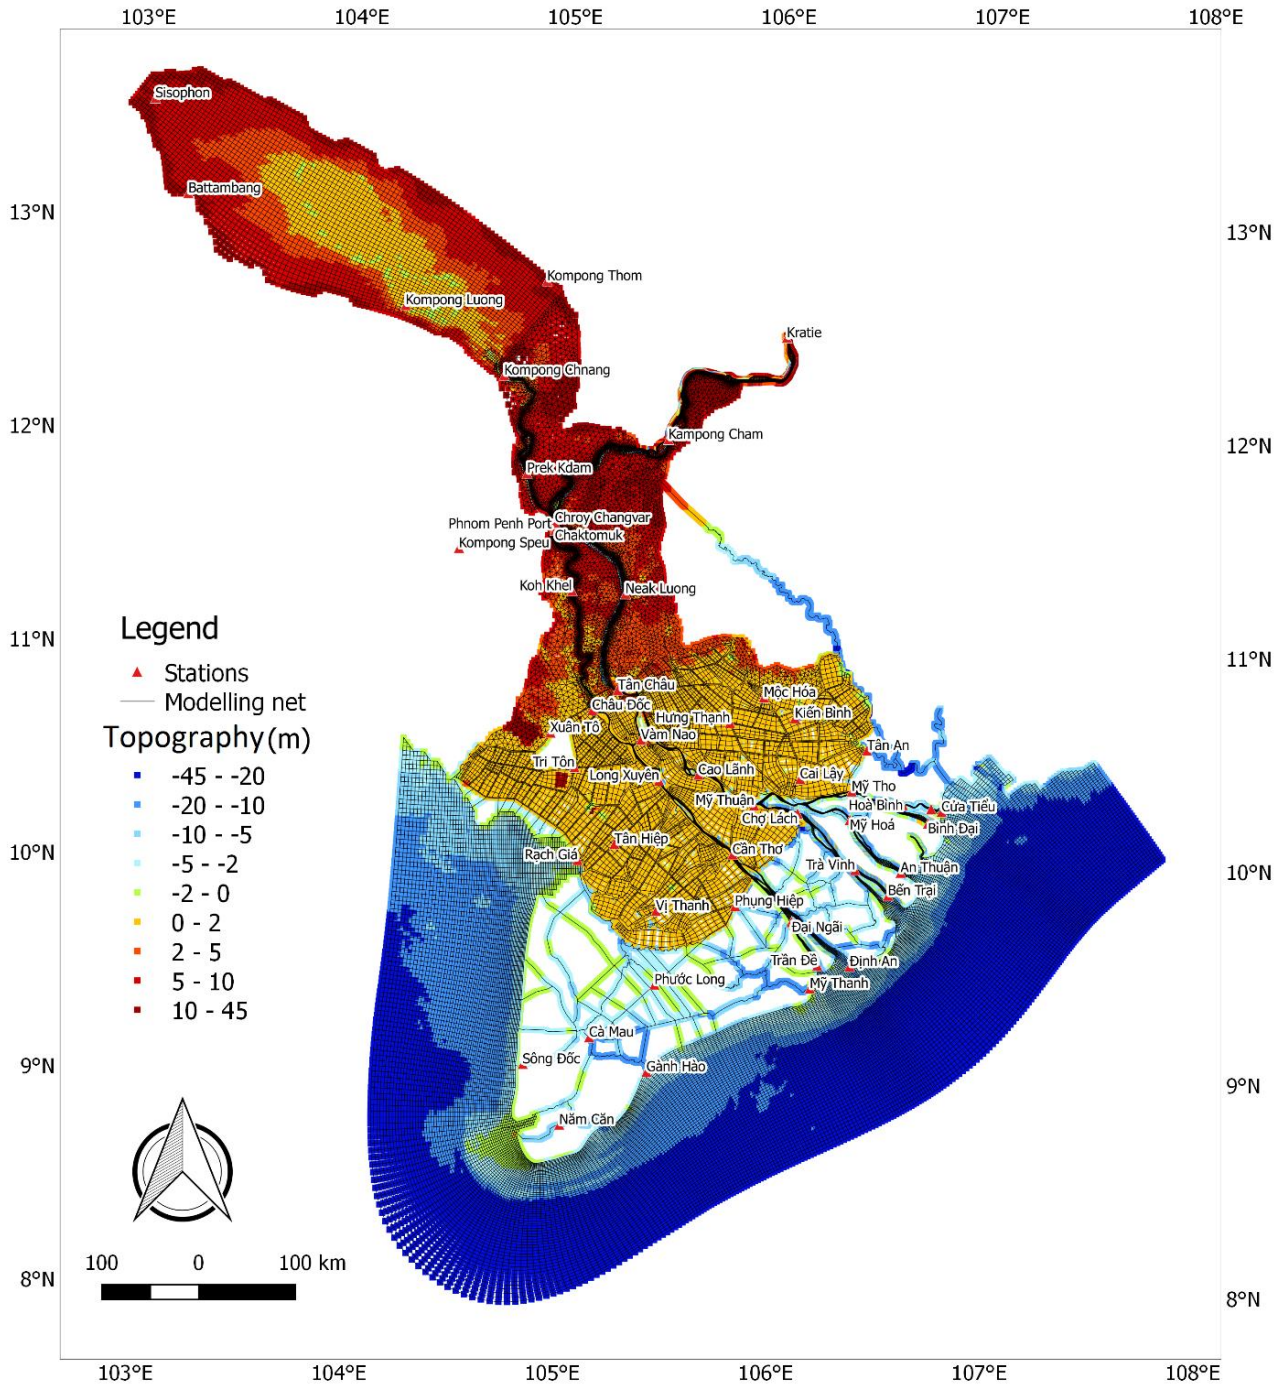 103°E 104°E 105°E 106°E 107°E 108°E
Sisophon
Battambang
13°N
13°N
Kompong Thom
Kompong Luong
Kratie
Kompong Chnang
12°N
Kampong Cham
12°N
Prek Kdam
Chroy Changvar
Phnom Penh Port
Chaktomuk
Kompong Speu
Koh Khel
Neak Luong
11°N
11°N
Legend
Stations
Modelling net
Topography(m)
-45 - -20
-20 - -10
-10 - -5
-5 - -2
-2 - 0
0 - 2
2 - 5
5 - 10
10 - 45
Tân Châu
Mộc Hóa
Châu Đốc
Kiến Bình
Hưng Thạnh
Xuân Tô
Vàm Nao
Tân An
Tri Tôn
Long Xuyên
Cao Lãnh
Cai Lậy
Mỹ Tho
Mỹ Thuận
Hoà Bình
Cửa Tiểu
Chợ Lách
Mỹ Hoá
Bình Đại
Tân Hiệp
10°N
Rạch Giá
Cần Thơ
Trà Vinh
An Thuận
10°N
Bến Trại
Vị Thanh
Phụng Hiệp
Đại Ngãi
Trần Đề
Định An
Phước Long
Mỹ Thanh
Cà Mau
9°N
Sông Đốc
Gành Hào
9°N
Năm Căn
100 0 100 km
8°N
8°N
103°E 104°E 105°E 106°E 107°E 108°E